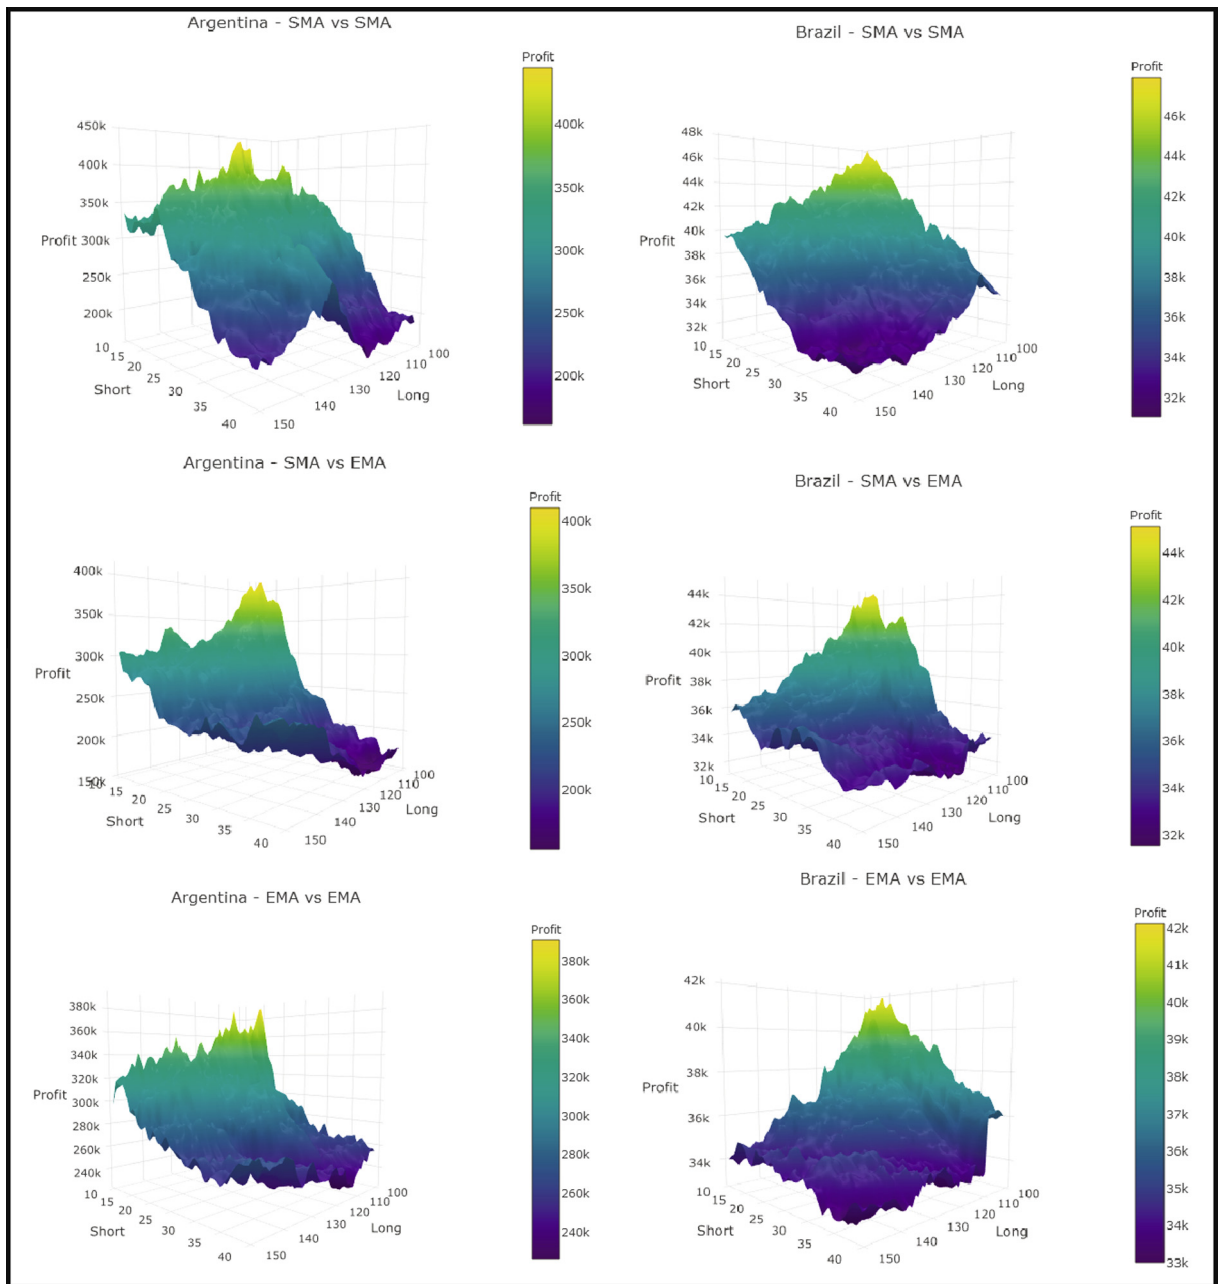 Argentina - SMA vs SMA
Profit
400k
350k
300k
250k
200k
450k
400k
350k
Profit 300k
250k
200k
10
15
20
25
30
35
40
Short
100
110
120
130
140
150
Long
Brazil - SMA vs SMA
Profit
46k
44k
42k
40k
38k
36k
34k
32k
48k
46k
44k
42k
40k
Profit
38k
36k
34k
32k
10
15
20
25
30
35
40
Short
100
110
120
130
140
150
Long
Argentina - SMA vs EMA
Profit
400k
350k
300k
250k
200k
400k
350k
300k
Profit
250k
200k
150k
15
20
25
30
35
40
Short
100
110
120
130
140
150
Long
Brazil - SMA vs EMA
Profit
44k
42k
40k
38k
36k
34k
32k
44k
42k
40k
Profit 38k
36k
34k
32k
10
15
20
25
30
35
40
Short
100
110
120
130
140
150
Long
Argentina - EMA vs EMA
Profit
380k
360k
340k
320k
300k
280k
260k
240k
380k
360k
340k
320k
Profit
300k
280k
260k
240k
10
15
20
25
30
35
40
Short
100
110
120
130
140
150
Long
Brazil - EMA vs EMA
Profit
42k
41k
40k
39k
38k
37k
36k
35k
34k
33k
42k
40k
38k
Profit
36k
34k
10
15
20
25
30
35
40
Short
100
110
120
130
140
150
Long